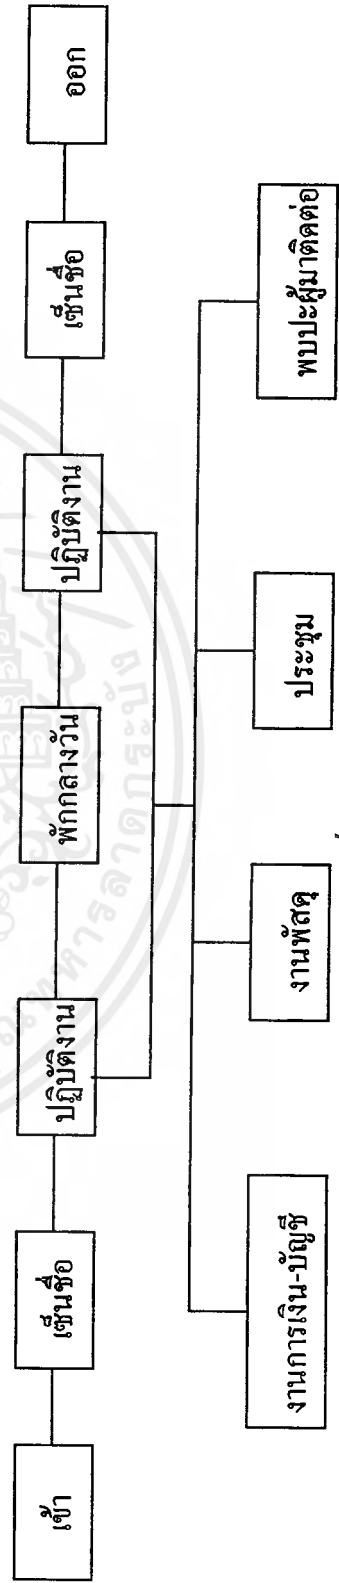 เข้า
เซ็นชื่อ
ปฏิบัติงาน
พักกลางวัน
ปฏิบัติงาน
เซ็นชื่อ
ออก
งานการเงิน-บัญชี
งานพัสดุ
ประชุม
พบปะผู้มาติดต่อ